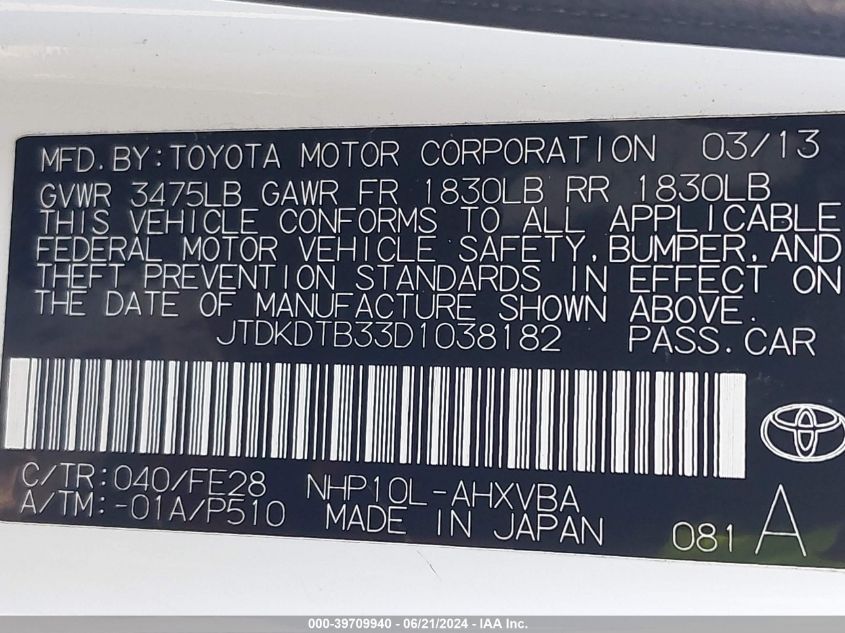 MFD.BY:TOYOTA MOTOR CORPORATION 03/13
GVWR 3475LB GAWR FR 1830LB RR 1830LB
THIS VEHICLE CONFORMS TO ALL APPLICABLE
FEDERAL MOTOR VEHICLE SAFETY,BUMPER,AND
THEFT PREVENTION STANDARDS IN EFFECT ON
THE DATE OF MANUFACTURE SHOWN ABOVE.
JTDKDTB33D1038182 PASS.CAR
C/TR:040/FE28 NHP10L-AHXVBA
A/TM:-01A/P510 MADE IN JAPAN 081 A
000-39709940 - 06/21/2024 - IAA Inc.